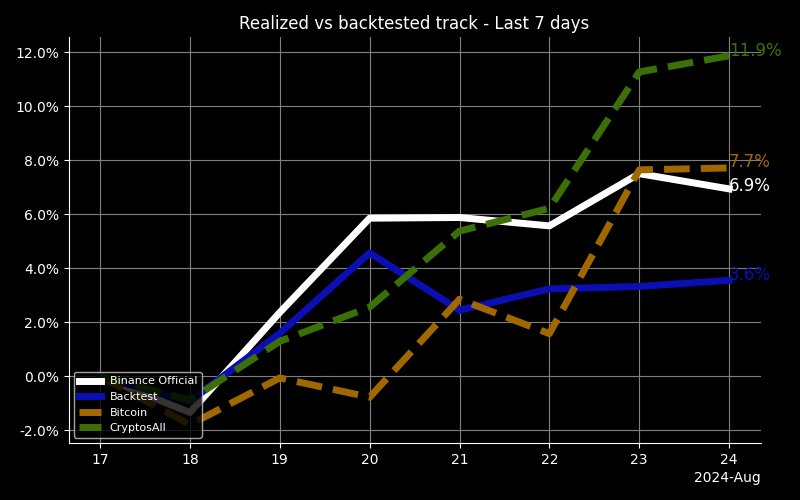 Realized vs backtested track - Last 7 days
12.0%
10.0%
8.0%
6.0%
4.0%
2.0%
0.0%
-2.0%
11.9%
7.7%
6.9%
3.6%
Binance Official
Backtest
Bitcoin
CryptosAll
17 18 19 20 21 22 23 24
2024-Aug